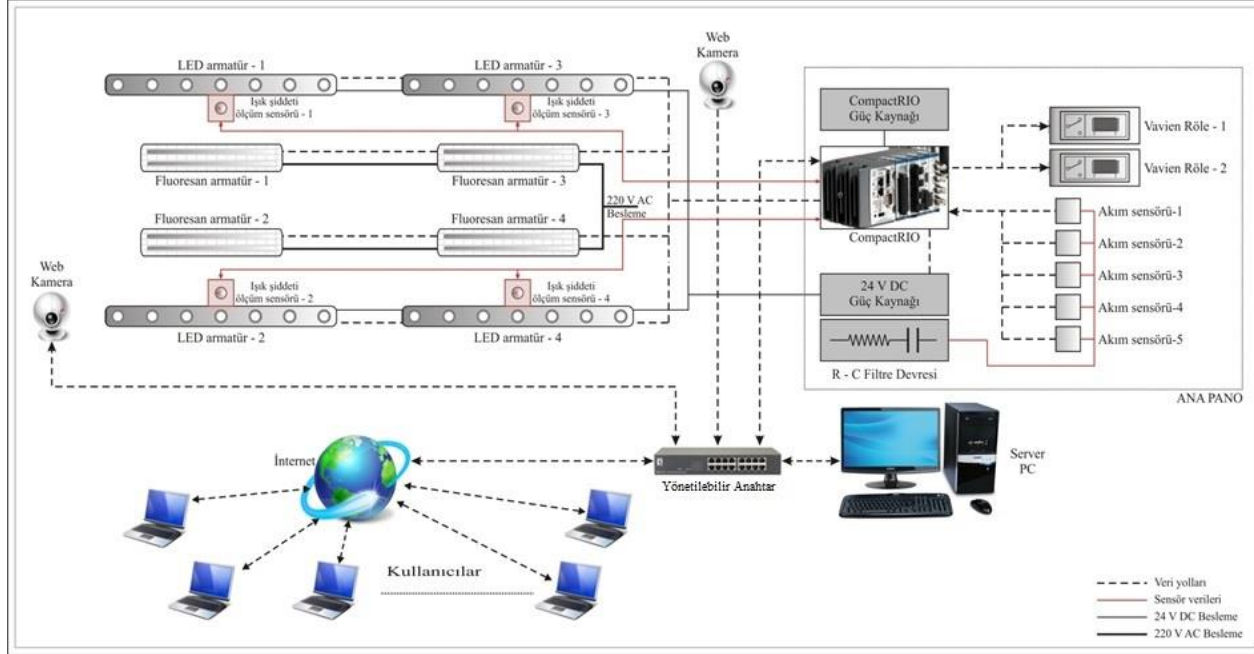 Web
Kamera
LED armatür - 1
LED armatür - 3
Işık şiddeti
ölçüm sensörü - 1
Işık şiddeti
ölçüm sensörü - 3
Fluoresan armatür - 1
Fluoresan armatür - 3
220 V AC
Besleme
Fluoresan armatür - 2
Fluoresan armatür - 4
Işık şiddeti
ölçüm sensörü - 2
Işık şiddeti
ölçüm sensörü - 4
LED armatür - 2
LED armatür - 4
Web
Kamera
CompactRIO
Güç Kaynağı
CompactRIO
Vavien Röle - 1
Vavien Röle - 2
Akım sensörü-1
Akım sensörü-2
Akım sensörü-3
Akım sensörü-4
Akım sensörü-5
24 V DC
Güç Kaynağı
R - C Filtre Devresi
ANA PANO
İnternet
Yönetilebilir Anahtar
Server
PC
Kullanıcılar
Veri yolları
Sensör verileri
24 V DC Besleme
220 V AC Besleme